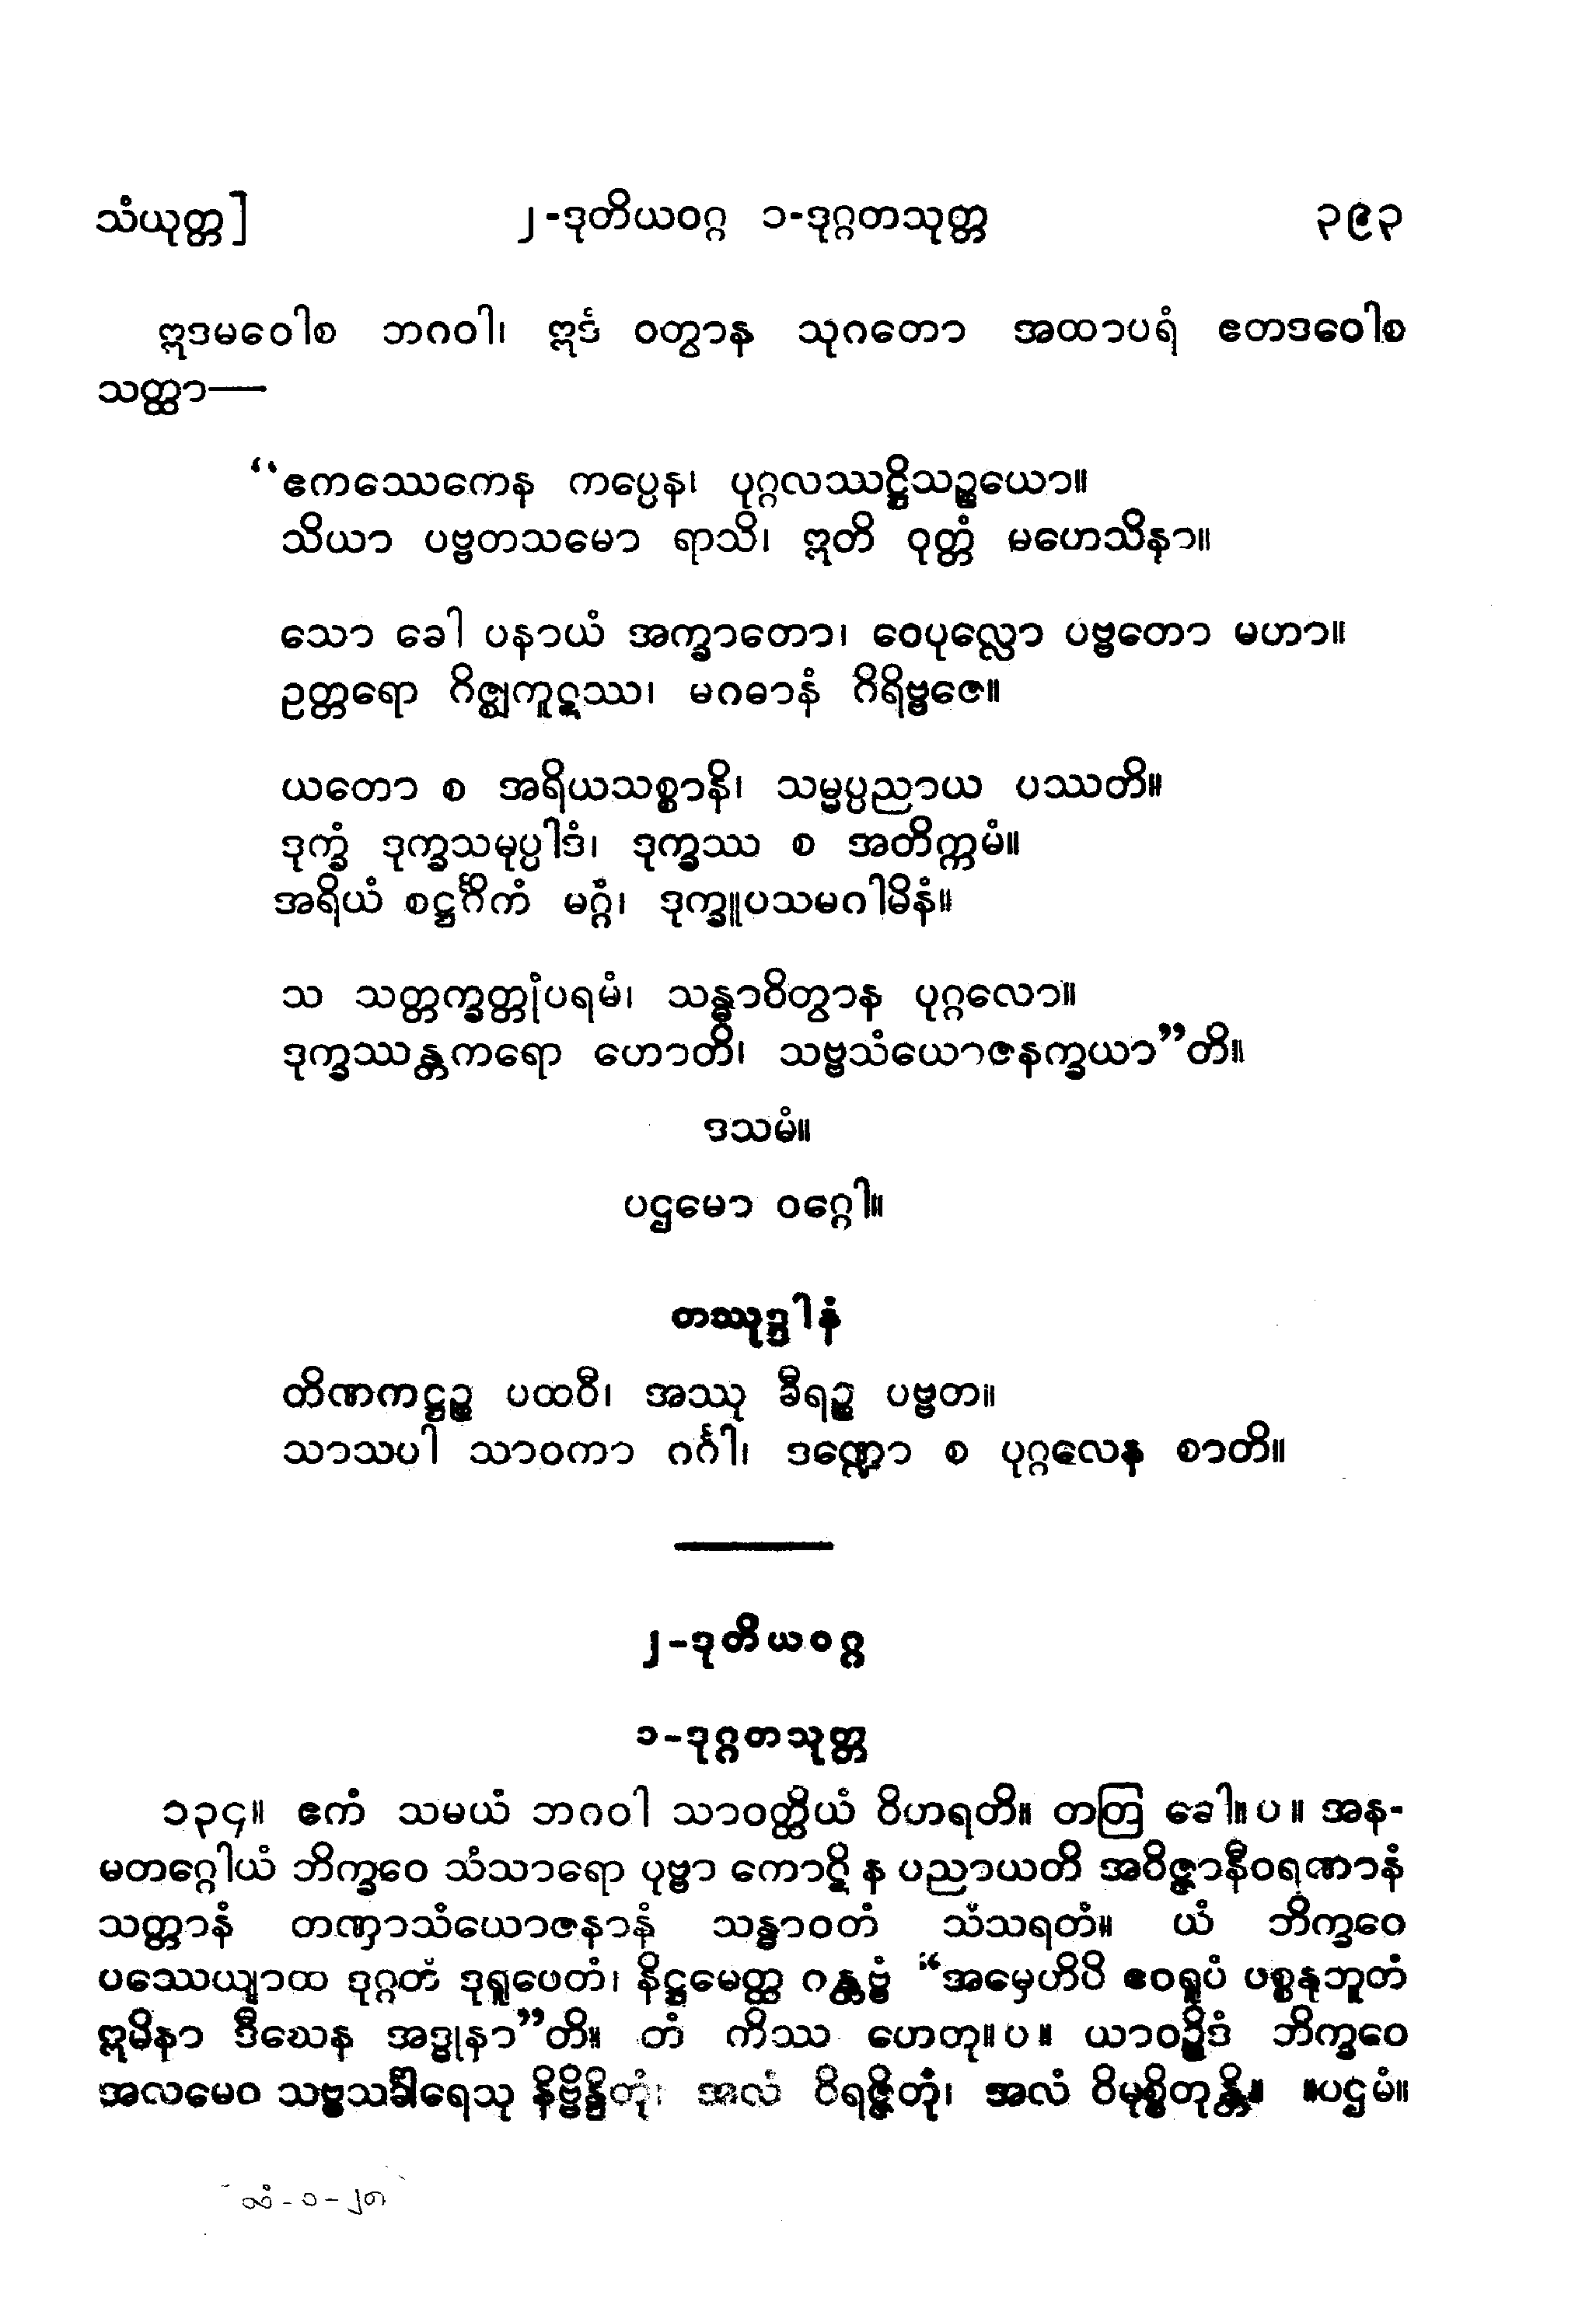 သံယုတ္တ] ၂-ဒုတိယဝဂ္ဂ ၁-ဒုဂ္ဂတသုတ္တ ၃၉၃
ဣဒမဝေါစ ဘဂဝါ၊ ဣဒံ ဝတွာန သုဂတော အထာပရံ ဧတဒဝေါစ
သတ္ထာ—
“ဧကဿေကေန ကပ္ပေန၊ ပုဂ္ဂလဿဋ္ဌိသဉ္စယော။
သိယာ ပဗ္ဗတသမော ရာသိ၊ ဣတိ ဝုတ္တံ မဟေသိနာ။
သော ခေါ ပနာယံ အက္ခာတော၊ ဝေပုလ္လော ပဗ္ဗတော မဟာ။
ဥတ္တရော ဂိဇ္ဈကူဋဿ၊ မဂဓာနံ ဂိရိဗ္ဗဇေ။
ယတော စ အရိယသစ္စာနိ၊ သမ္မပ္ပညာယ ပဿတိ။
ဒုက္ခံ ဒုက္ခသမုပ္ပါဒံ၊ ဒုက္ခဿ စ အတိက္ကမံ။
အရိယံ စဋ္ဌင်္ဂိကံ မဂ္ဂံ၊ ဒုက္ခူပသမဂါမိနံ။
သ သတ္တက္ခတ္တုံပရမံ၊ သန္ဓာဝိတွာန ပုဂ္ဂလော။
ဒုက္ခဿန္တကရော ဟောတိ၊ သဗ္ဗသံယောဇနက္ခယာ”တိ။
ဒသမံ။
ပဌမော ဝဂ္ဂေါ။
တဿုဒ္ဒါနံ
တိဏကဋ္ဌဉ္စ ပထဝီ၊ အဿု ခီရဉ္စ ပဗ္ဗတ။
သာသပါ သာဝကာ ဂင်္ဂါ၊ ဒဏ္ဍော စ ပုဂ္ဂလေန စာတိ။
၂-ဒုတိယဝဂ္ဂ
၁-ဒုဂ္ဂတသုတ္တ
၁၃၄။ ဧကံ သမယံ ဘဂဝါ သာဝတ္ထိယံ ဝိဟရတိ။ တတြ ခေါ။ပ။ အန-
မတဂ္ဂေါယံ ဘိက္ခဝေ သံသာရော ပုဗ္ဗာ ကောဋိ န ပညာယတိ အဝိဇ္ဇာနီဝရဏာနံ
သတ္တာနံ တဏှာသံယောဇနာနံ သန္ဓာဝတံ သံသရတံ။ ယံ ဘိက္ခဝေ
ပဿေယျာထ ဒုဂ္ဂတံ ဒုရူပေတံ၊ နိဋ္ဌမေတ္ထ ဂန္တဗ္ဗံ “အမှေဟိပိ ဧဝရူပံ ပစ္စနုဘူတံ
ဣမိနာ ဒီဃေန အဒ္ဓုနာ”တိ။ တံ ကိဿ ဟေတု။ပ။ ယာဝဉ္စိဒံ ဘိက္ခဝေ
အလမေဝ သဗ္ဗသင်္ခါရေသု နိဗ္ဗိန္ဒိတုံ၊ အလံ ဝိရဇ္ဇိတုံ၊ အလံ ဝိမုစ္စိတုန္တိ။ ။ပဌမံ။
သံ-၁-၂၈